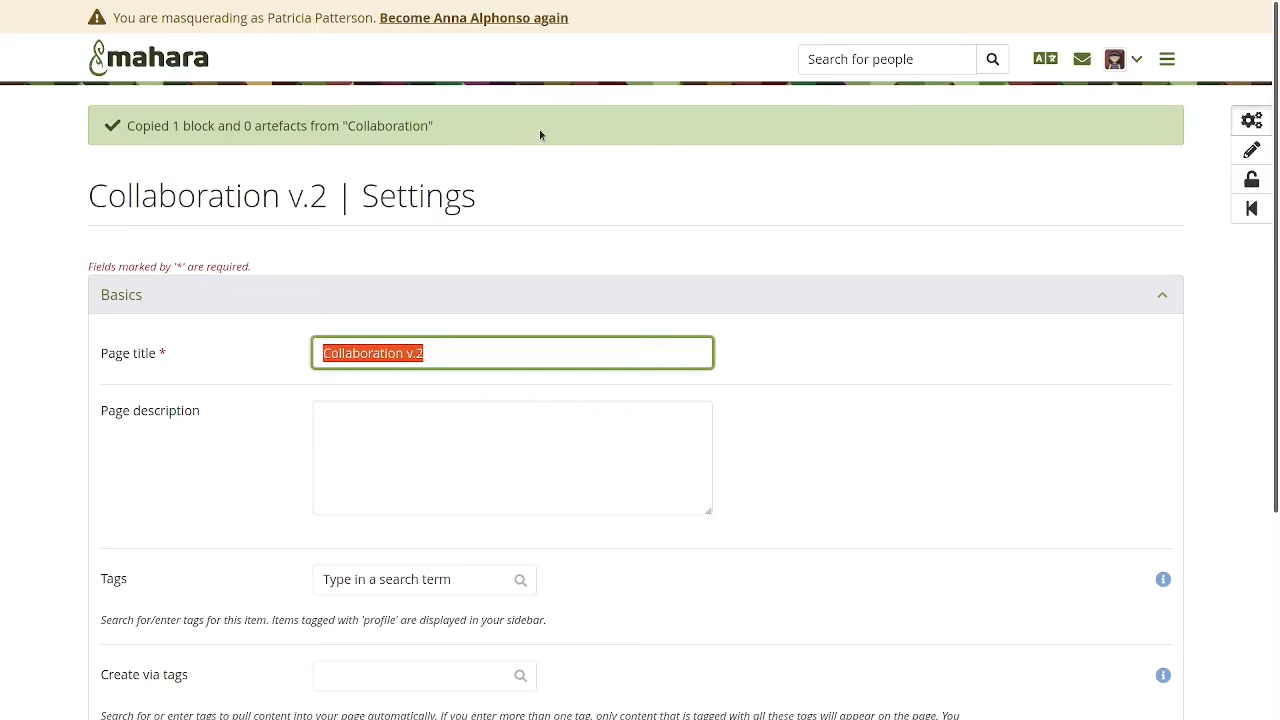 You are masquerading as Patricia Patterson. Become Anna Alphonso again
mahara
Search for people
Copied 1 block and 0 artefacts from "Collaboration"
Collaboration v.2 | Settings
Fields marked by '*' are required.
Basics
Page title *
Collaboration v.2
Page description
Tags
Type in a search term
Search for/enter tags for this item. Items tagged with 'profile' are displayed in your sidebar.
Create via tags
Search for or enter tags to pull content into your page automatically. If you enter more than one tag, only content that is tagged with all these tags will appear on the page. You